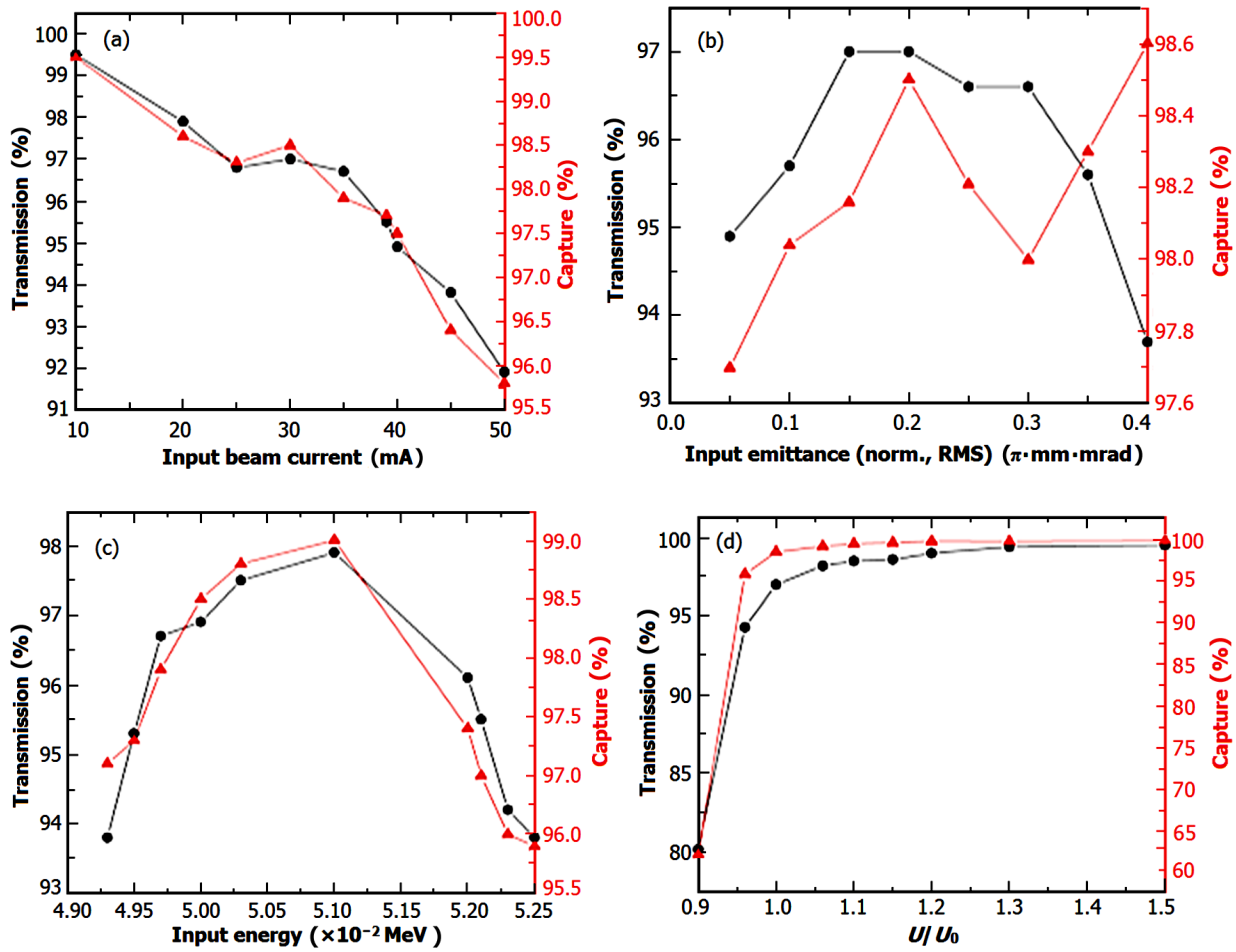 (a)
100
99
98
97
96
95
94
93
92
91
Transmission (%)
100.0
99.5
99.0
98.5
98.0
97.5
97.0
96.5
96.0
95.5
Capture (%)
10 20 30 40 50
Input beam current (mA)
(b)
97
96
95
94
93
Transmission (%)
98.6
98.4
98.2
98.0
97.8
97.6
Capture (%)
0.0 0.1 0.2 0.3 0.4
Input emittance (norm., RMS) (π·mm·mrad)
(c)
98
97
96
95
94
93
Transmission (%)
99.0
98.5
98.0
97.5
97.0
96.0
95.5
Capture (%)
4.90 4.95 5.00 5.05 5.10 5.15 5.20 5.25
Input energy (×10⁻² MeV)
(d)
100
95
90
85
80
Transmission (%)
100
95
90
85
80
75
70
65
60
Capture (%)
0.9 1.0 1.1 1.2 1.3 1.4 1.5
U/U₀